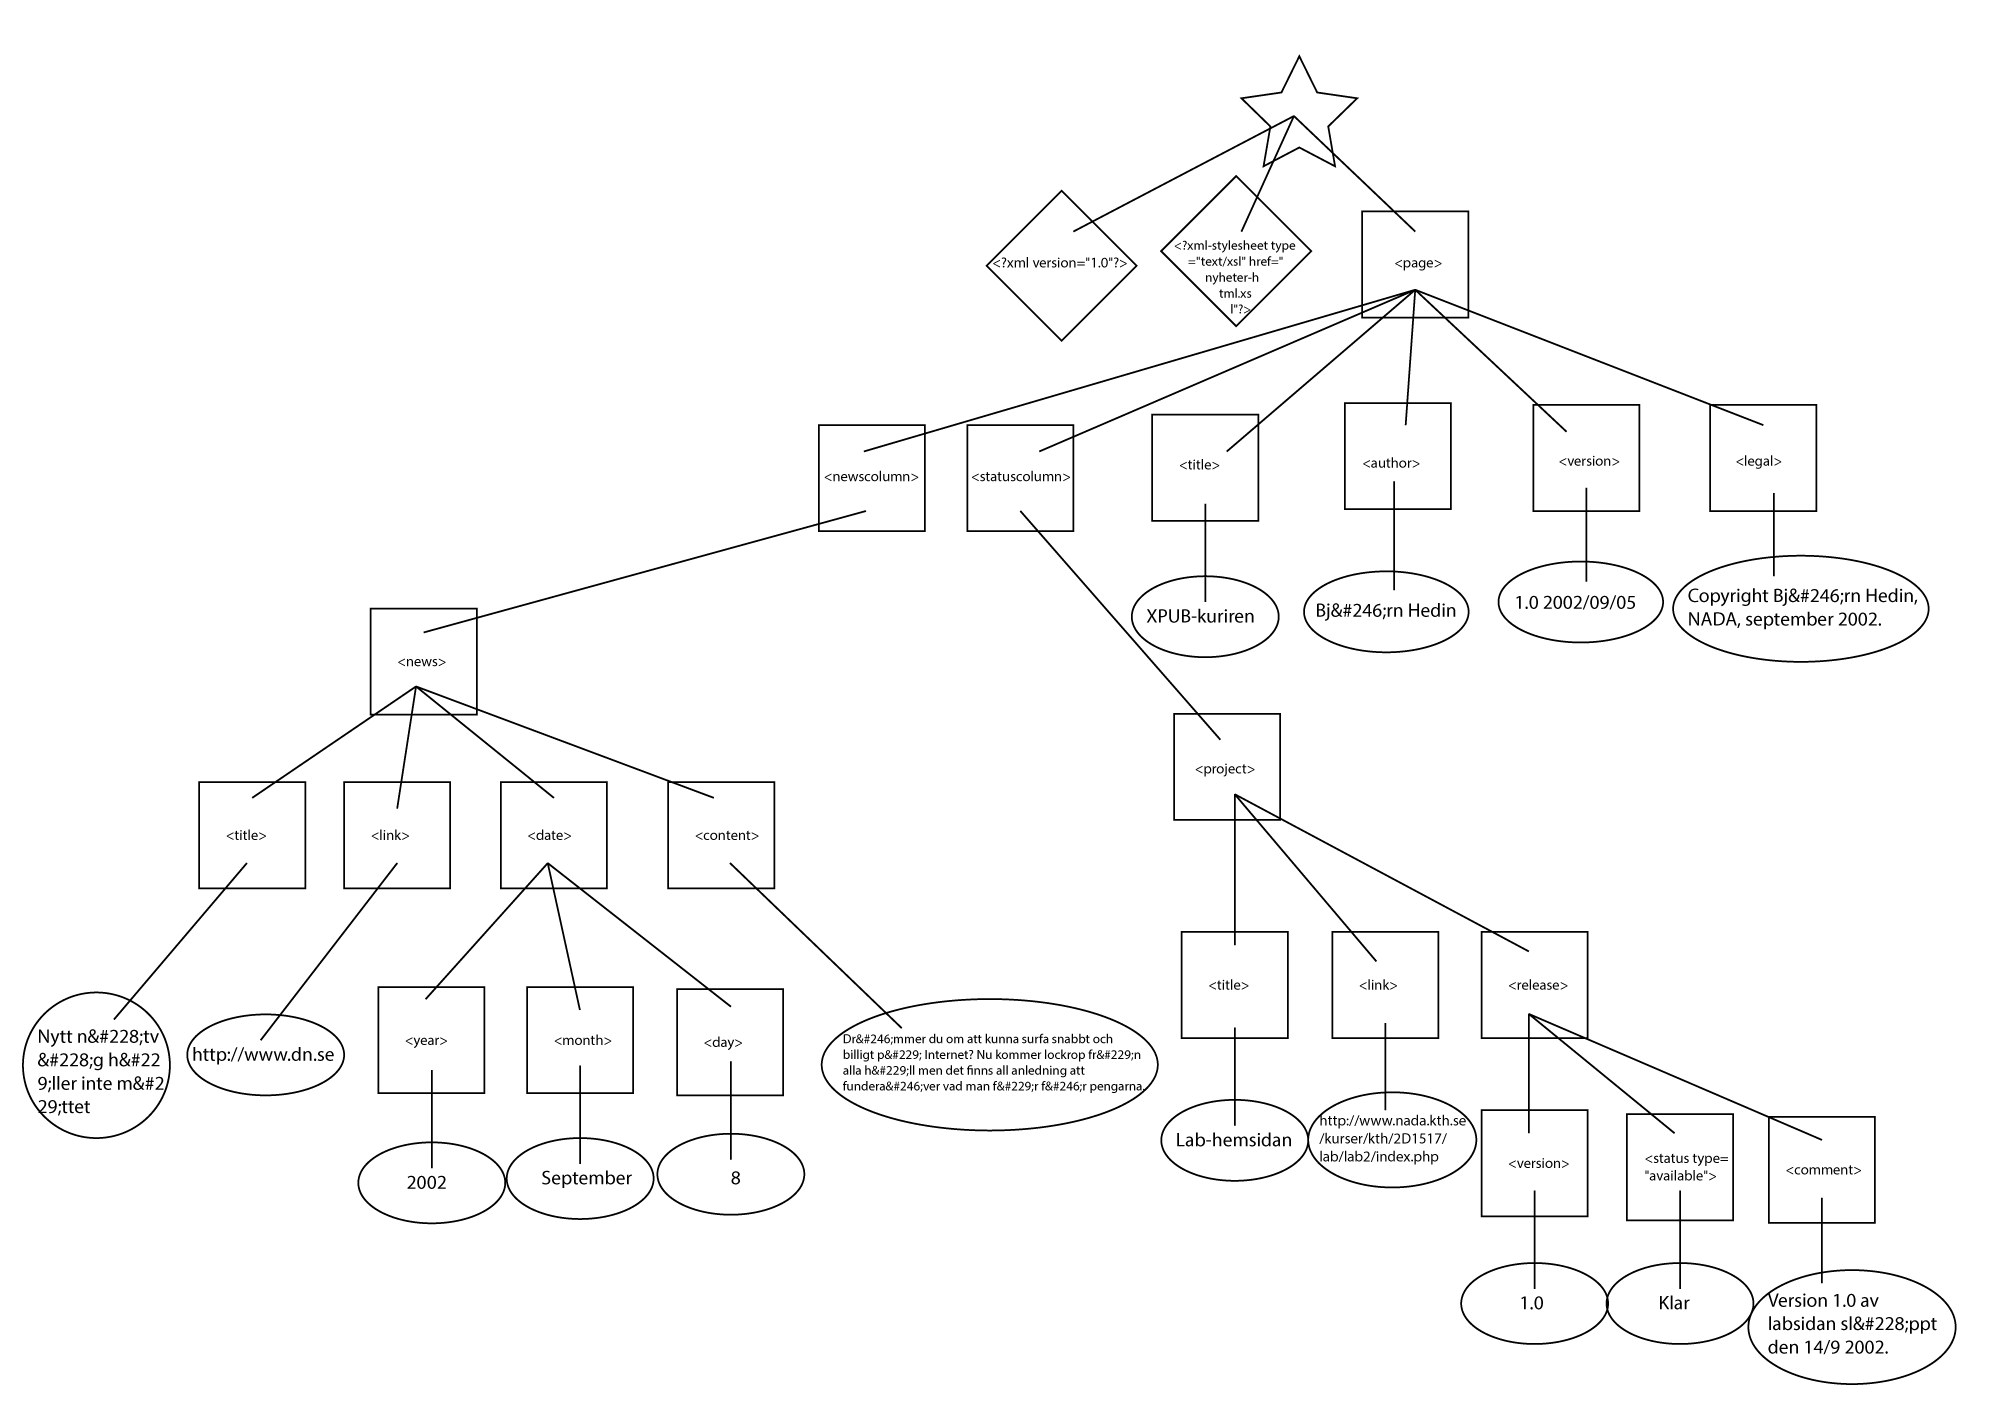 <?xml version="1.0"?>
<?xml-stylesheet type
="text/xsl" href="
nyheter-h
tml.xs
l"?>
<page>
<newscolumn>
<statuscolumn>
<title>
<author>
<version>
<legal>
XPUB-kuriren
Bj&#246;rn Hedin
1.0 2002/09/05
Copyright Bj&#246;rn Hedin,
NADA, september 2002.
<news>
<project>
<title>
<link>
<date>
<content>
<title>
<link>
<release>
Nytt n&#228;tv
&#228;g h&#22
9;ller inte m&#2
29;ttet
http://www.dn.se
<year>
<month>
<day>
Dr&#246;mmer du om att kunna surfa snabbt och
billigt p&#229; Internet? Nu kommer lockrop fr&#229;n
alla h&#229;ll men det finns all anledning att
fundera&#246;ver vad man f&#229;r f&#246;r pengarna.
Lab-hemsidan
http://www.nada.kth.se
/kurser/kth/2D1517/
lab/lab2/index.php
<version>
<status type=
"available">
<comment>
2002
September
8
1.0
Klar
Version 1.0 av
labsidan sl&#228;ppt
den 14/9 2002.